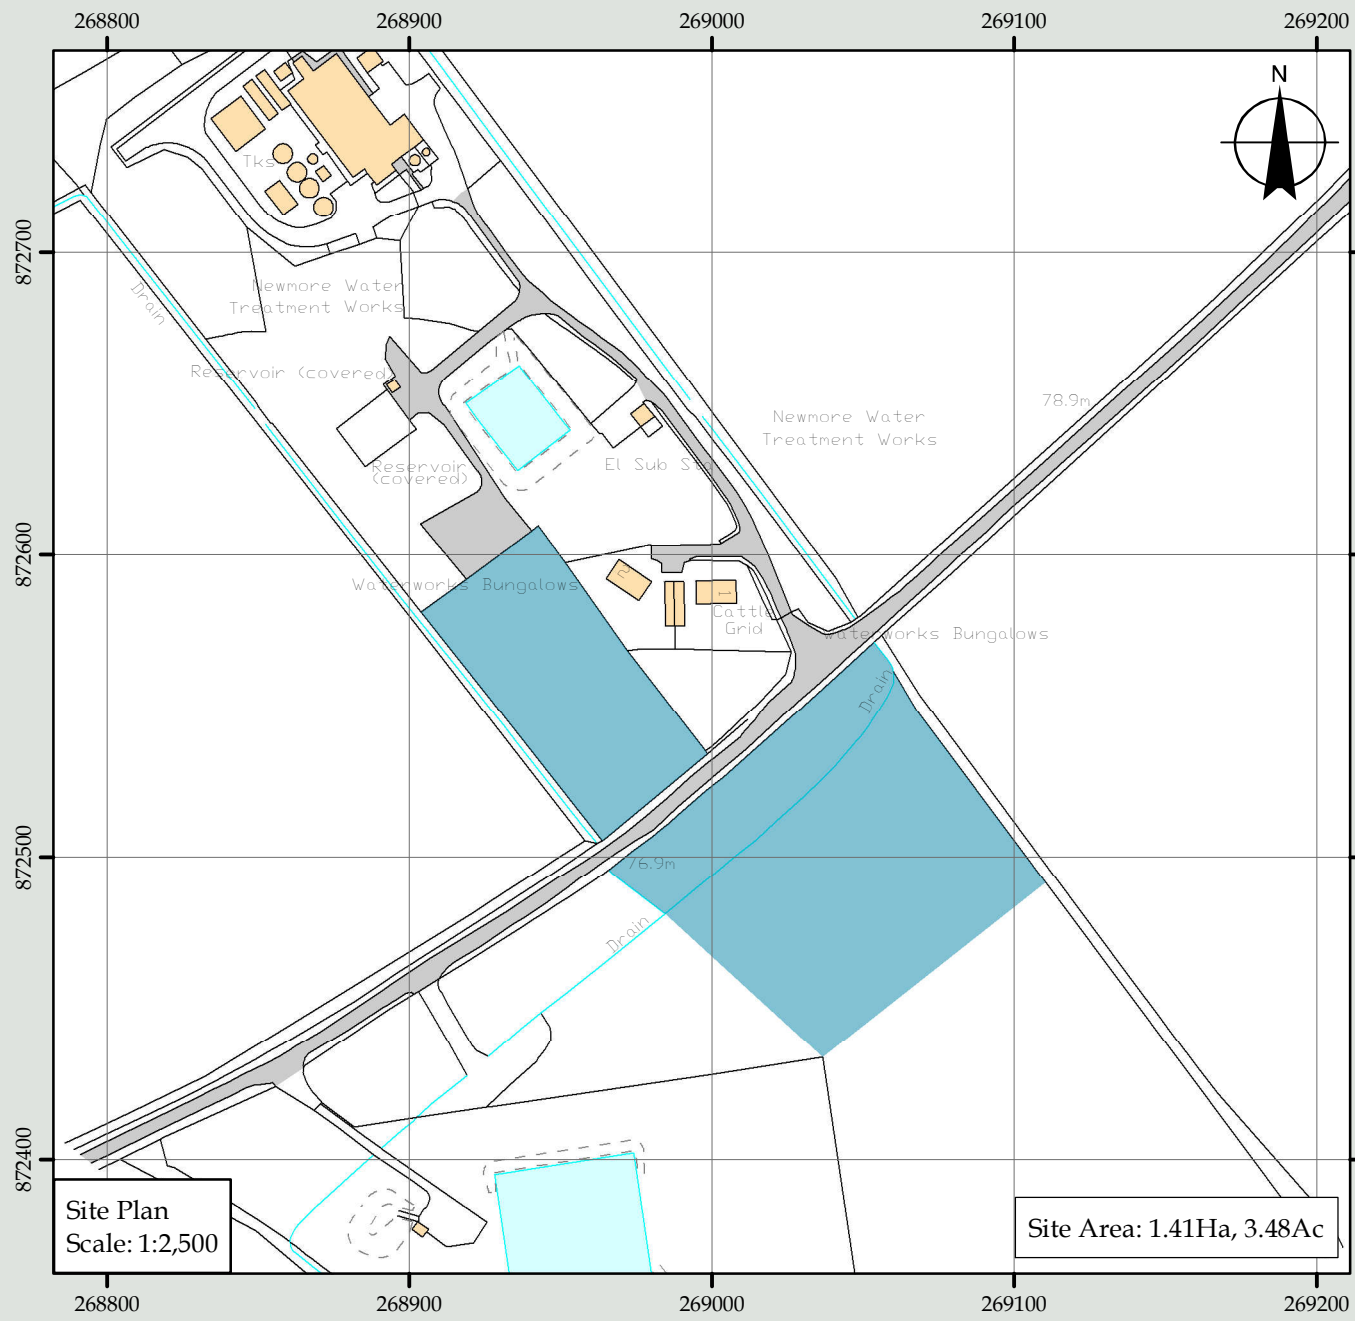 268800 268900 269000 269100 269200
N
Tks
872700
Drain
Newmore Water
Treatment Works
Reservoir (covered)
78.9m
Newmore Water
Treatment Works
Reservoir
(covered)
El Sub Sta
872600
2
Waterworks Bungalows
1
Cattle
Grid
Waterworks Bungalows
Drain
872500
76.9m
Drain
872400
Site Plan
Scale: 1:2,500
Site Area: 1.41Ha, 3.48Ac
268800 268900 269000 269100 269200